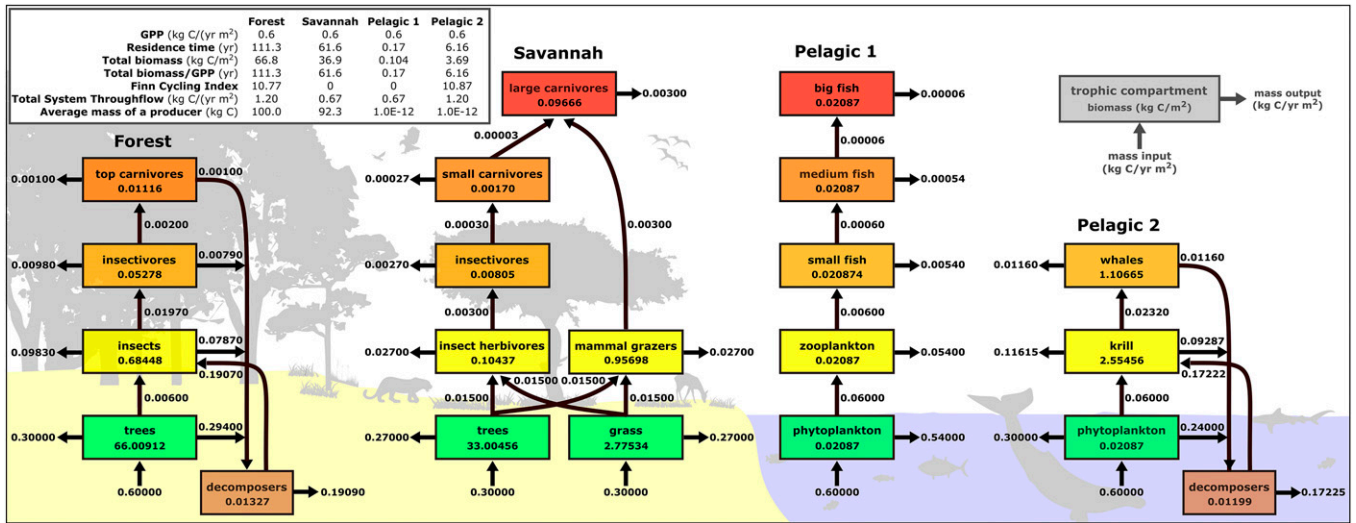 Forest Savannah Pelagic 1 Pelagic 2
GPP (kg C/(yr m²) 0.6 0.6 0.6 0.6
Residence time (yr) 111.3 61.6 0.17 6.16
Total biomass (kg C/m²) 66.8 36.9 0.104 3.69
Total biomass/GPP (yr) 111.3 61.6 0.17 6.16
Finn Cycling Index 10.77 0 0 10.87
Total System Throughflow (kg C/(yr m²) 1.20 0.67 0.67 1.20
Average mass of a producer (kg C) 100.0 92.3 1.0E-12 1.0E-12
Forest
0.00100
top carnivores
0.01116
0.00100
0.00200
0.00980
insectivores
0.05278
0.00790
0.01970
0.09830
insects
0.68448
0.07870
0.19070
0.00600
0.30000
trees
66.00912
0.29400
0.60000
decomposers
0.01327
0.19090
Savannah
large carnivores
0.09666
0.00300
0.00003
0.00027
small carnivores
0.00170
0.00030
0.00300
0.00270
insectivores
0.00805
0.00300
0.02700
insect herbivores
0.10437
mammal grazers
0.95698
0.02700
0.01500 0.01500
0.01500
0.01500
0.27000
trees
33.00456
grass
2.77534
0.27000
0.30000
0.30000
Pelagic 1
big fish
0.02087
0.00006
0.00006
medium fish
0.02087
0.00054
0.00060
small fish
0.020874
0.00540
0.00600
zooplankton
0.02087
0.05400
0.06000
phytoplankton
0.02087
0.54000
0.60000
trophic compartment
biomass (kg C/m²)
mass output
(kg C/yr m²)
mass input
(kg C/yr m²)
Pelagic 2
0.01160
whales
1.10665
0.01160
0.02320
0.11615
krill
2.55456
0.09287
0.17222
0.06000
0.30000
phytoplankton
0.02087
0.24000
0.60000
decomposers
0.01199
0.17225